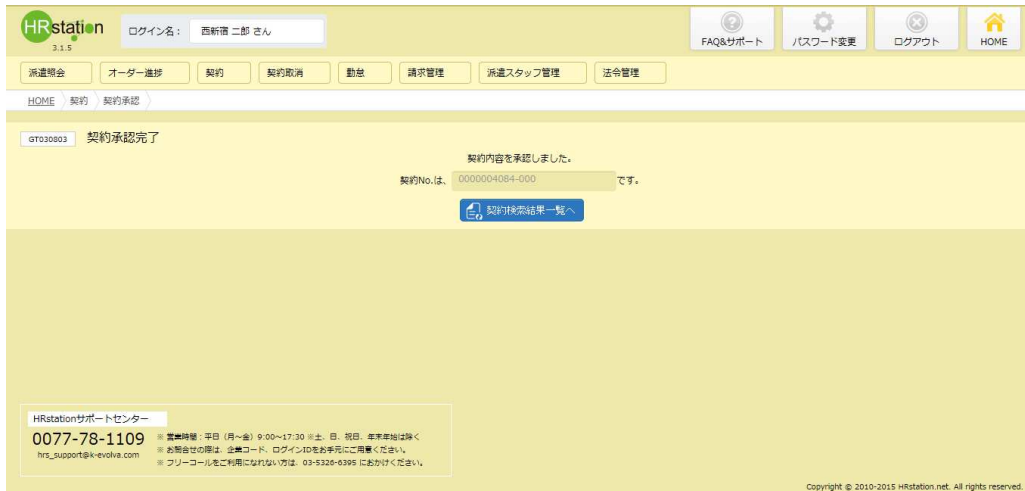 HRstation
3.1.5
ログイン名： 西新宿 二郎 さん
FAQ&サポート パスワード変更 ログアウト HOME
派遣照会 オーダー進捗 契約 契約取消 勤怠 請求管理 派遣スタッフ管理 法令管理
HOME 契約 契約承認
GT030803 契約承認完了
契約内容を承認しました。
契約No.は、 0000004084-000 です。
契約検索結果一覧へ
HRstationサポートセンター
0077-78-1109
hrs_support@k-evolva.com
※ 営業時間：平日（月～金）9:00～17:30 ※土、日、祝日、年末年始は除く
※ お問合せの際は、企業コード、ログインIDをお手元にご用意ください。
※ フリーコールをご利用になれない方は、03-5326-6395 におかけください。
Copyright © 2010-2015 HRstation.net. All rights reserved.